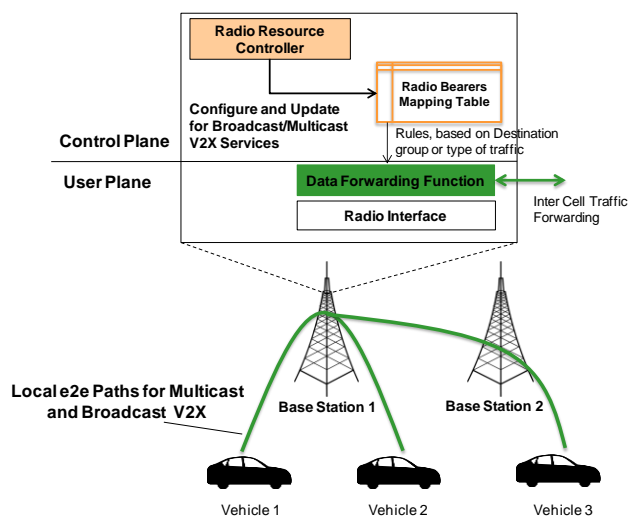 Radio Resource
Controller
Radio Bearers
Mapping Table
Configure and Update
for Broadcast/Multicast
V2X Services
Control Plane
Rules, based on Destination
group or type of traffic
User Plane
Data Forwarding Function
Inter Cell Traffic
Forwarding
Radio Interface
Local e2e Paths for Multicast
and Broadcast V2X
Base Station 1
Base Station 2
Vehicle 1
Vehicle 2
Vehicle 3